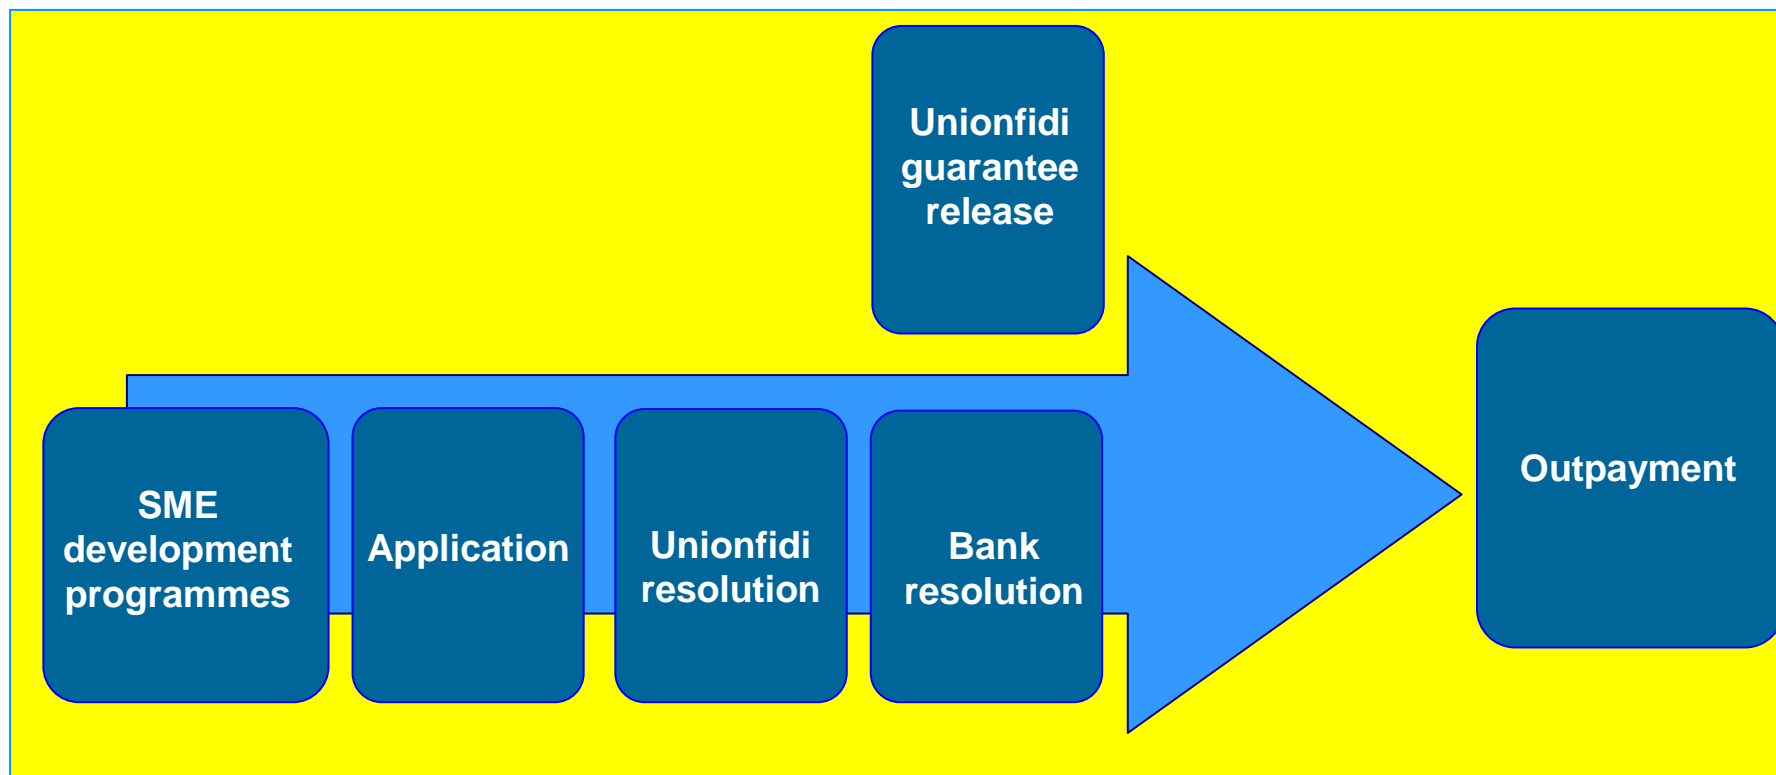 Unionfidi
guarantee
release
SME
development
programmes
Application
Unionfidi
resolution
Bank
resolution
Outpayment